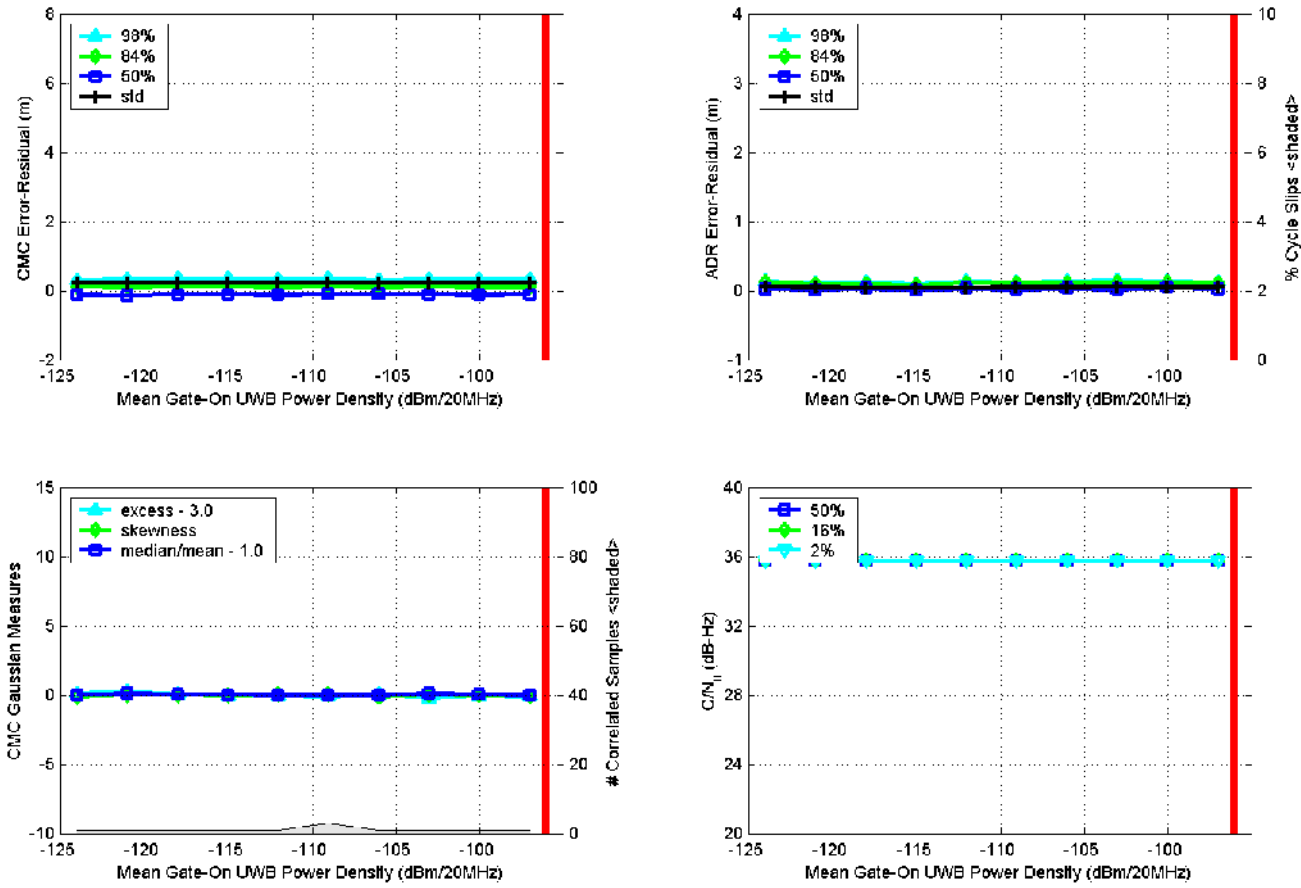 8
6
4
2
0
-2
98%
84%
50%
std
CMC Error-Residual (m)
-125 -120 -115 -110 -105 -100
Mean Gate-On UWB Power Density (dBm/20MHz)
4
3
2
1
0
-1
98%
84%
50%
std
ADR Error-Residual (m)
10
8
6
4
2
0
% Cycle Slips <shaded>
-125 -120 -115 -110 -105 -100
Mean Gate-On UWB Power Density (dBm/20MHz)
15
10
5
0
-5
-10
excess - 3.0
skewness
median/mean - 1.0
CMC Gaussian Measures
100
80
60
40
20
0
# Correlated Samples <shaded>
-125 -120 -115 -110 -105 -100
Mean Gate-On UWB Power Density (dBm/20MHz)
40
36
32
28
24
20
50%
16%
2%
C/N0 (dB-Hz)
-125 -120 -115 -110 -105 -100
Mean Gate-On UWB Power Density (dBm/20MHz)